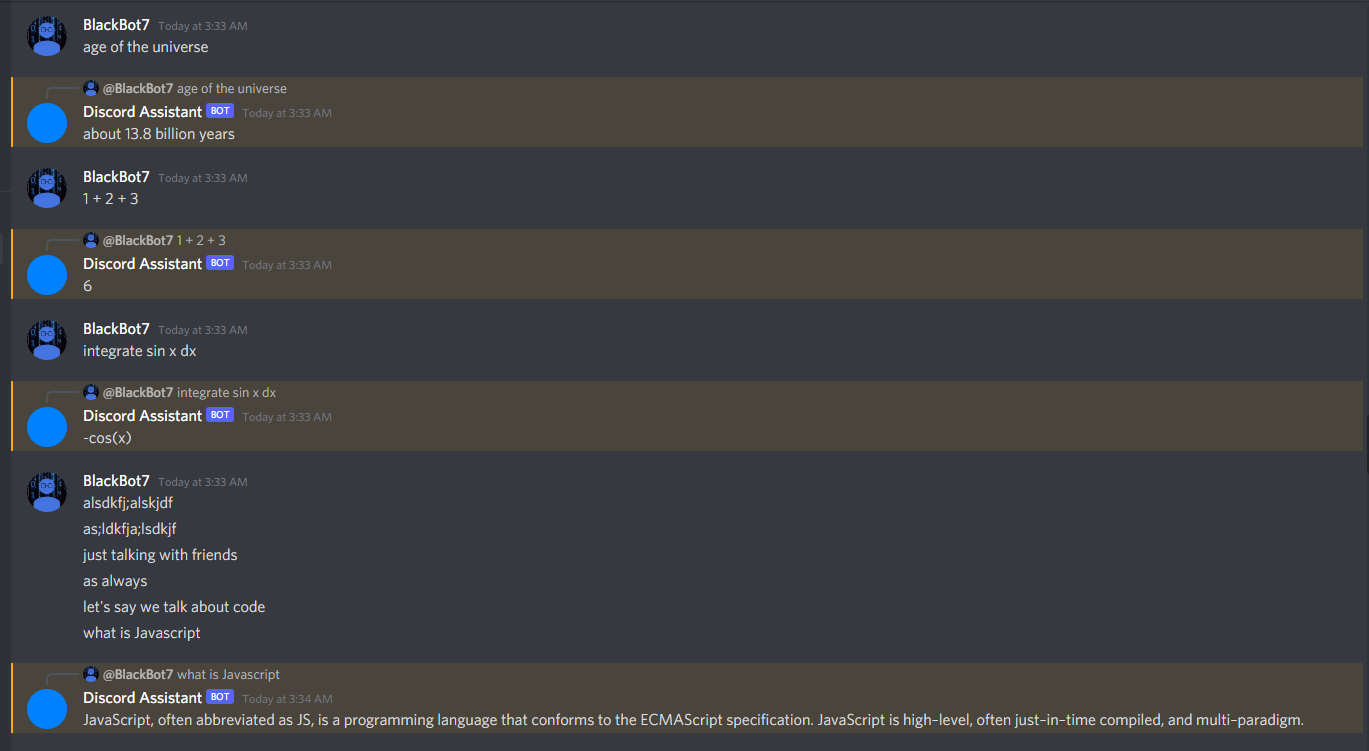 BlackBot7 Today at 3:33 AM
age of the universe
@BlackBot7 age of the universe
Discord Assistant BOT Today at 3:33 AM
about 13.8 billion years
BlackBot7 Today at 3:33 AM
1 + 2 + 3
@BlackBot7 1 + 2 + 3
Discord Assistant BOT Today at 3:33 AM
6
BlackBot7 Today at 3:33 AM
integrate sin x dx
@BlackBot7 integrate sin x dx
Discord Assistant BOT Today at 3:33 AM
-cos(x)
BlackBot7 Today at 3:33 AM
alsdkfj;alskjdf
as;ldkfja;lsdkjf
just talking with friends
as always
let's say we talk about code
what is Javascript
@BlackBot7 what is Javascript
Discord Assistant BOT Today at 3:34 AM
JavaScript, often abbreviated as JS, is a programming language that conforms to the ECMAScript specification. JavaScript is high-level, often just-in-time compiled, and multi-paradigm.